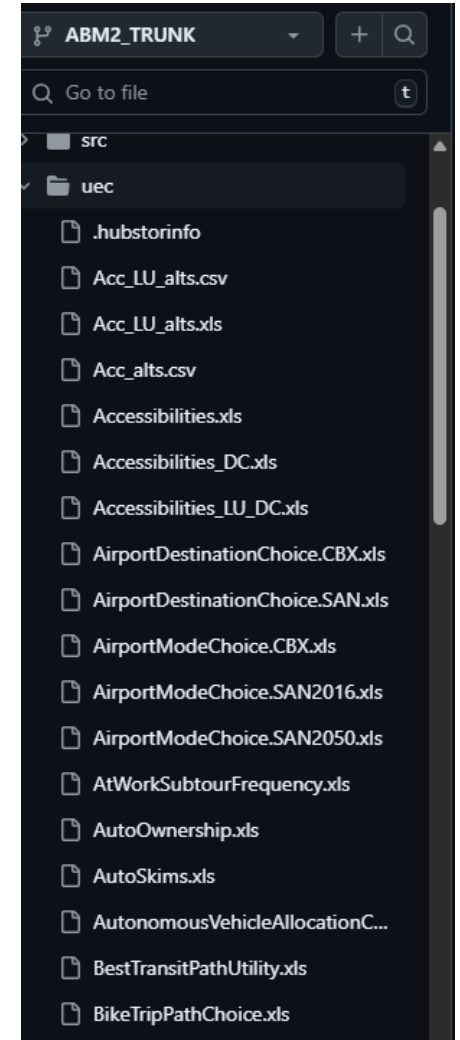 ABM2_TRUNK
Go to file t
src
uec
.hubstorinfo
Acc_LU_alts.csv
Acc_LU_alts.xls
Acc_alts.csv
Accessibilities.xls
Accessibilities_DC.xls
Accessibilities_LU_DC.xls
AirportDestinationChoice.CBX.xls
AirportDestinationChoice.SAN.xls
AirportModeChoice.CBX.xls
AirportModeChoice.SAN2016.xls
AirportModeChoice.SAN2050.xls
AtWorkSubtourFrequency.xls
AutoOwnership.xls
AutoSkims.xls
AutonomousVehicleAllocationC...
BestTransitPathUtility.xls
BikeTripPathChoice.xls